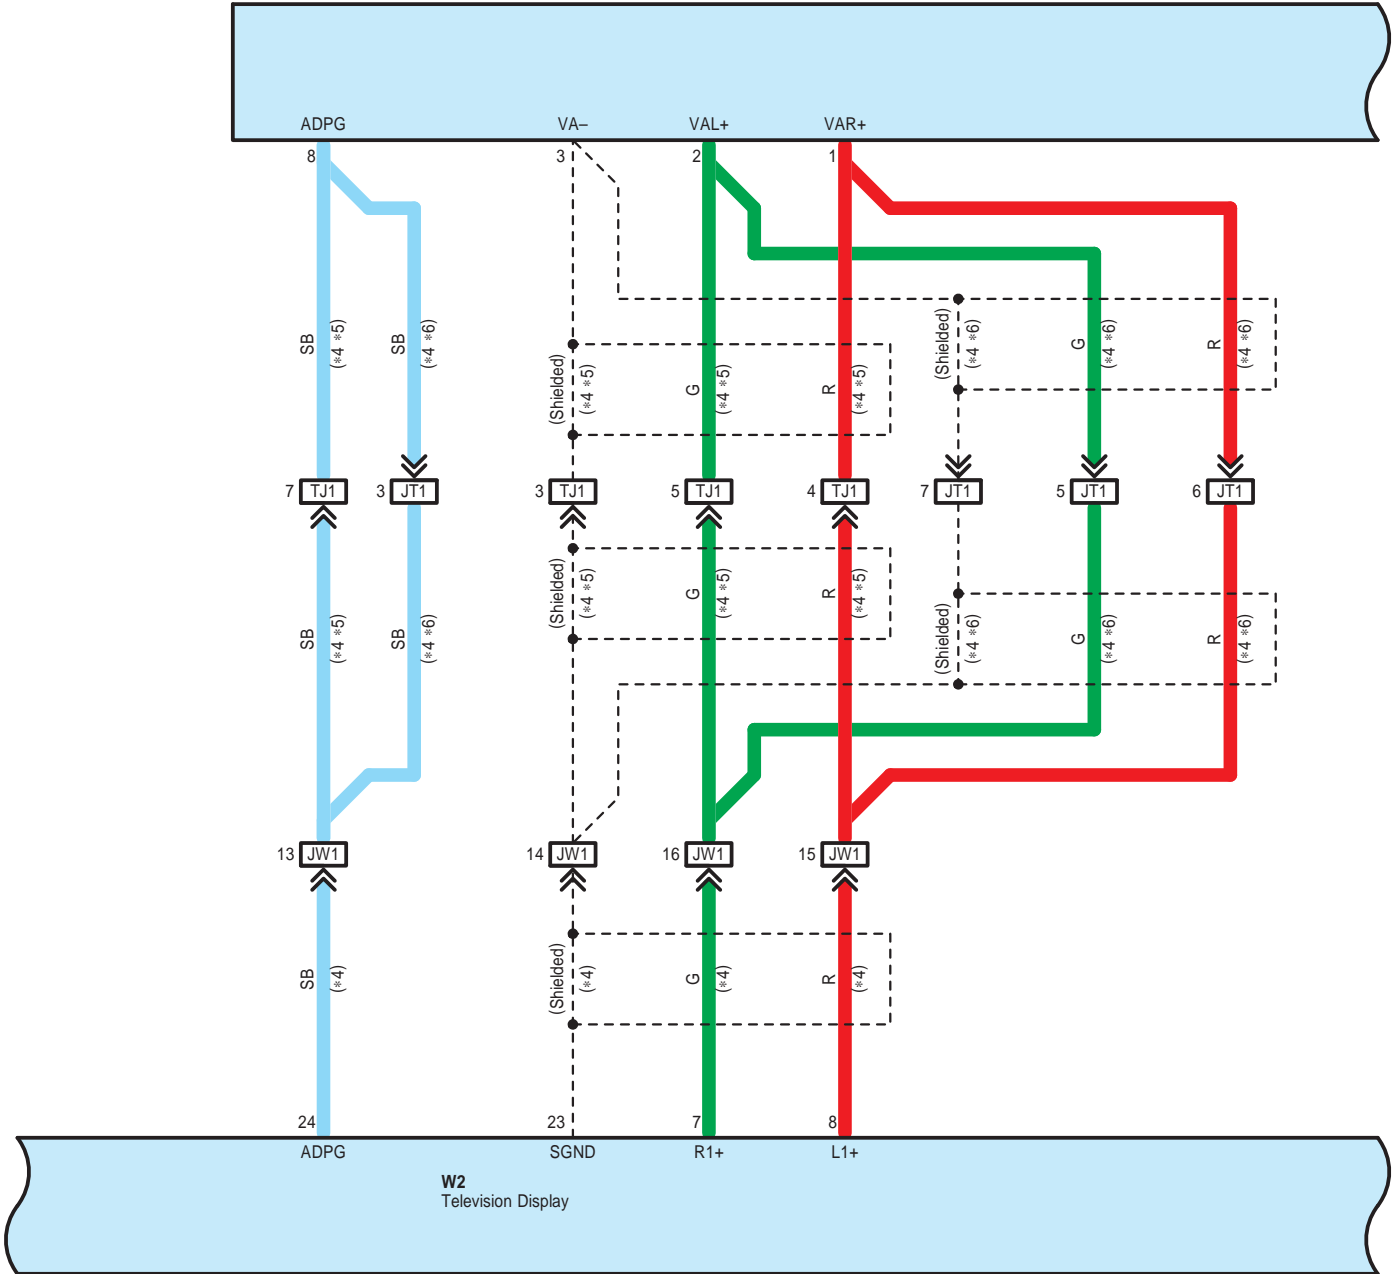 ADPG VA– VAL+ VAR+
8 3 2 1
SB (*4 *5) SB (*4 *6) (Shielded) (*4 *5) G (*4 *5) R (*4 *5) (Shielded) (*4 *6) G (*4 *6) R (*4 *6)
7 TJ1 3 JT1 3 TJ1 5 TJ1 4 TJ1 7 JT1 5 JT1 6 JT1
SB (*4 *5) SB (*4 *6) (Shielded) (*4 *5) G (*4 *5) R (*4 *5) (Shielded) (*4 *6) G (*4 *6) R (*4 *6)
13 JW1 14 JW1 16 JW1 15 JW1
SB (*4) (Shielded) (*4) G (*4) R (*4)
24 23 7 8
ADPG SGND R1+ L1+
W2
Television Display